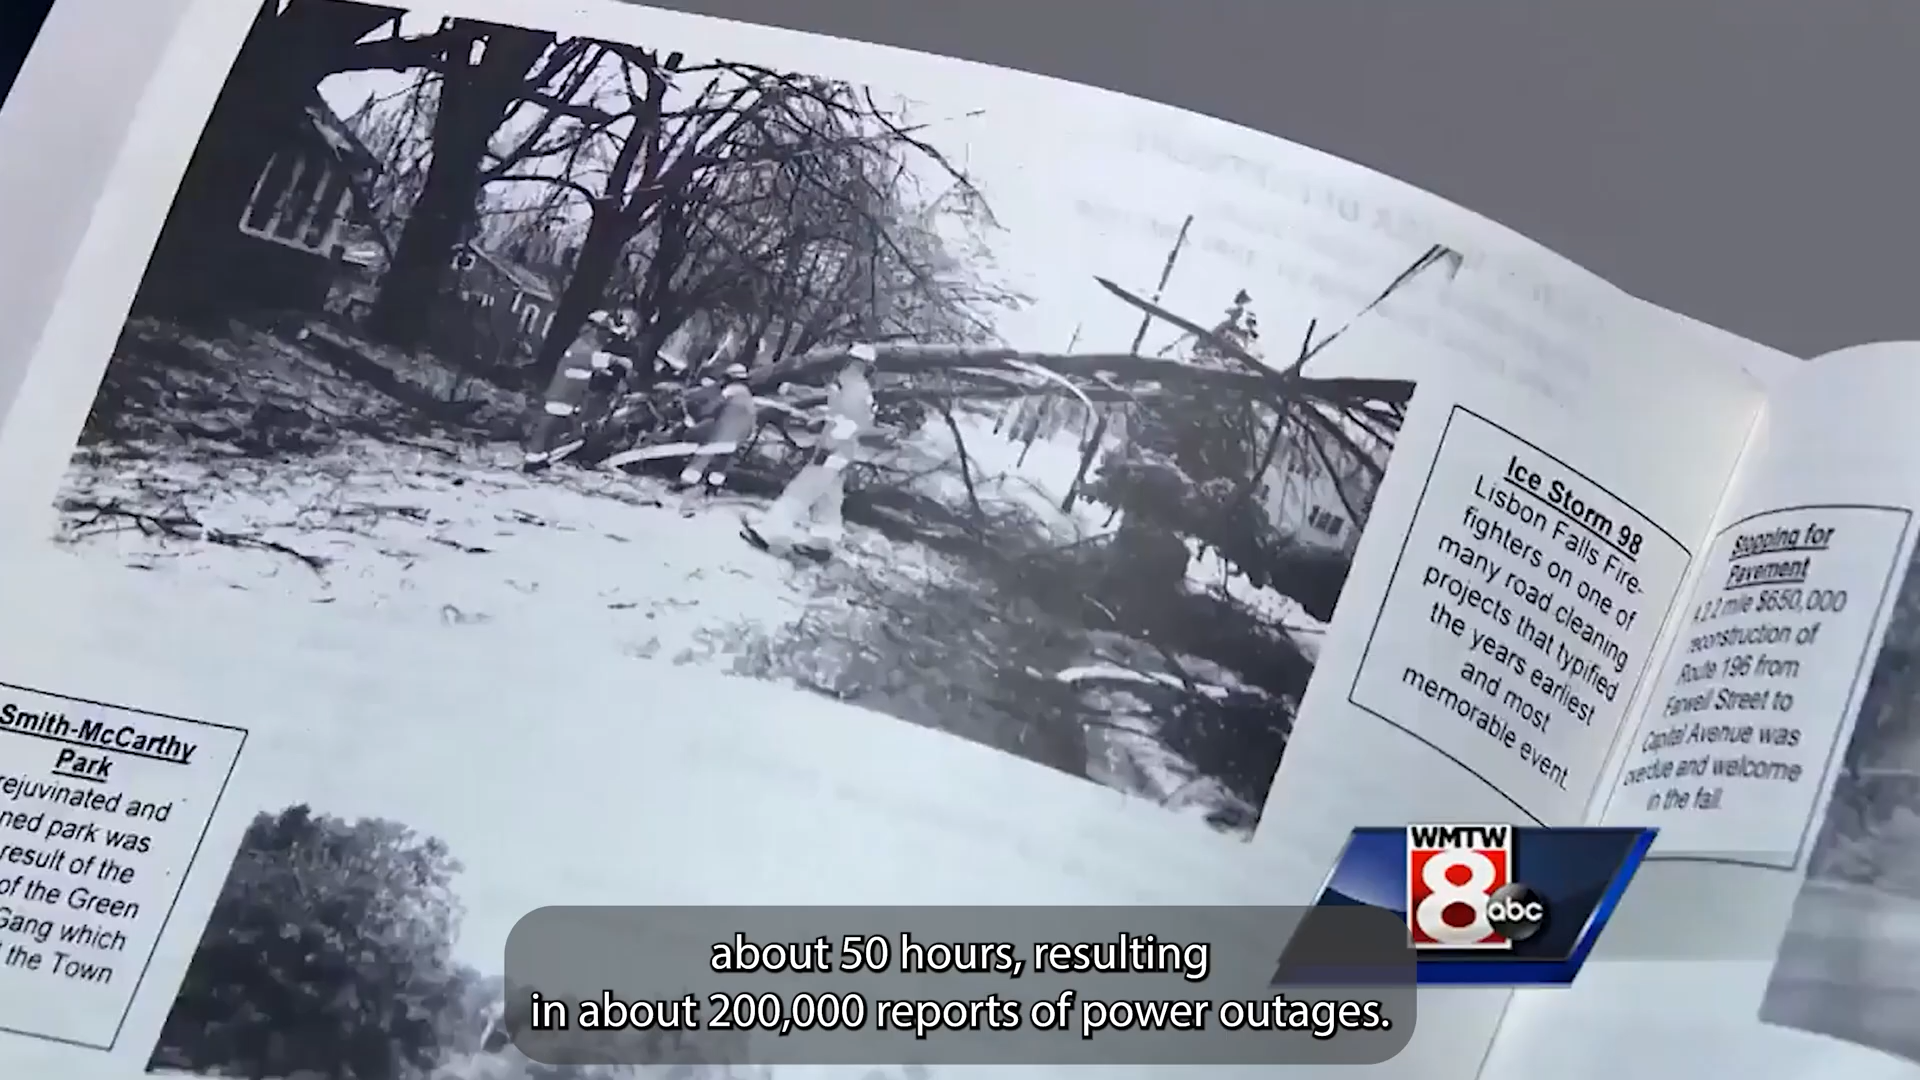 Ice Storm 98
Lisbon Falls Fire-
fighters on one of
many road cleaning
projects that typified
the years earliest
and most
memorable event.
Stopping for
Pavement
2 mile $650,000
reconstruction of
Route 196 from
Farwell Street to
Capital Avenue was
overdue and welcome
in the fall.
Smith-McCarthy
Park
rejuvinated and
ned park was
result of the
of the Green
Gang which
the Town
WMTW
8
abc
about 50 hours, resulting
in about 200,000 reports of power outages.